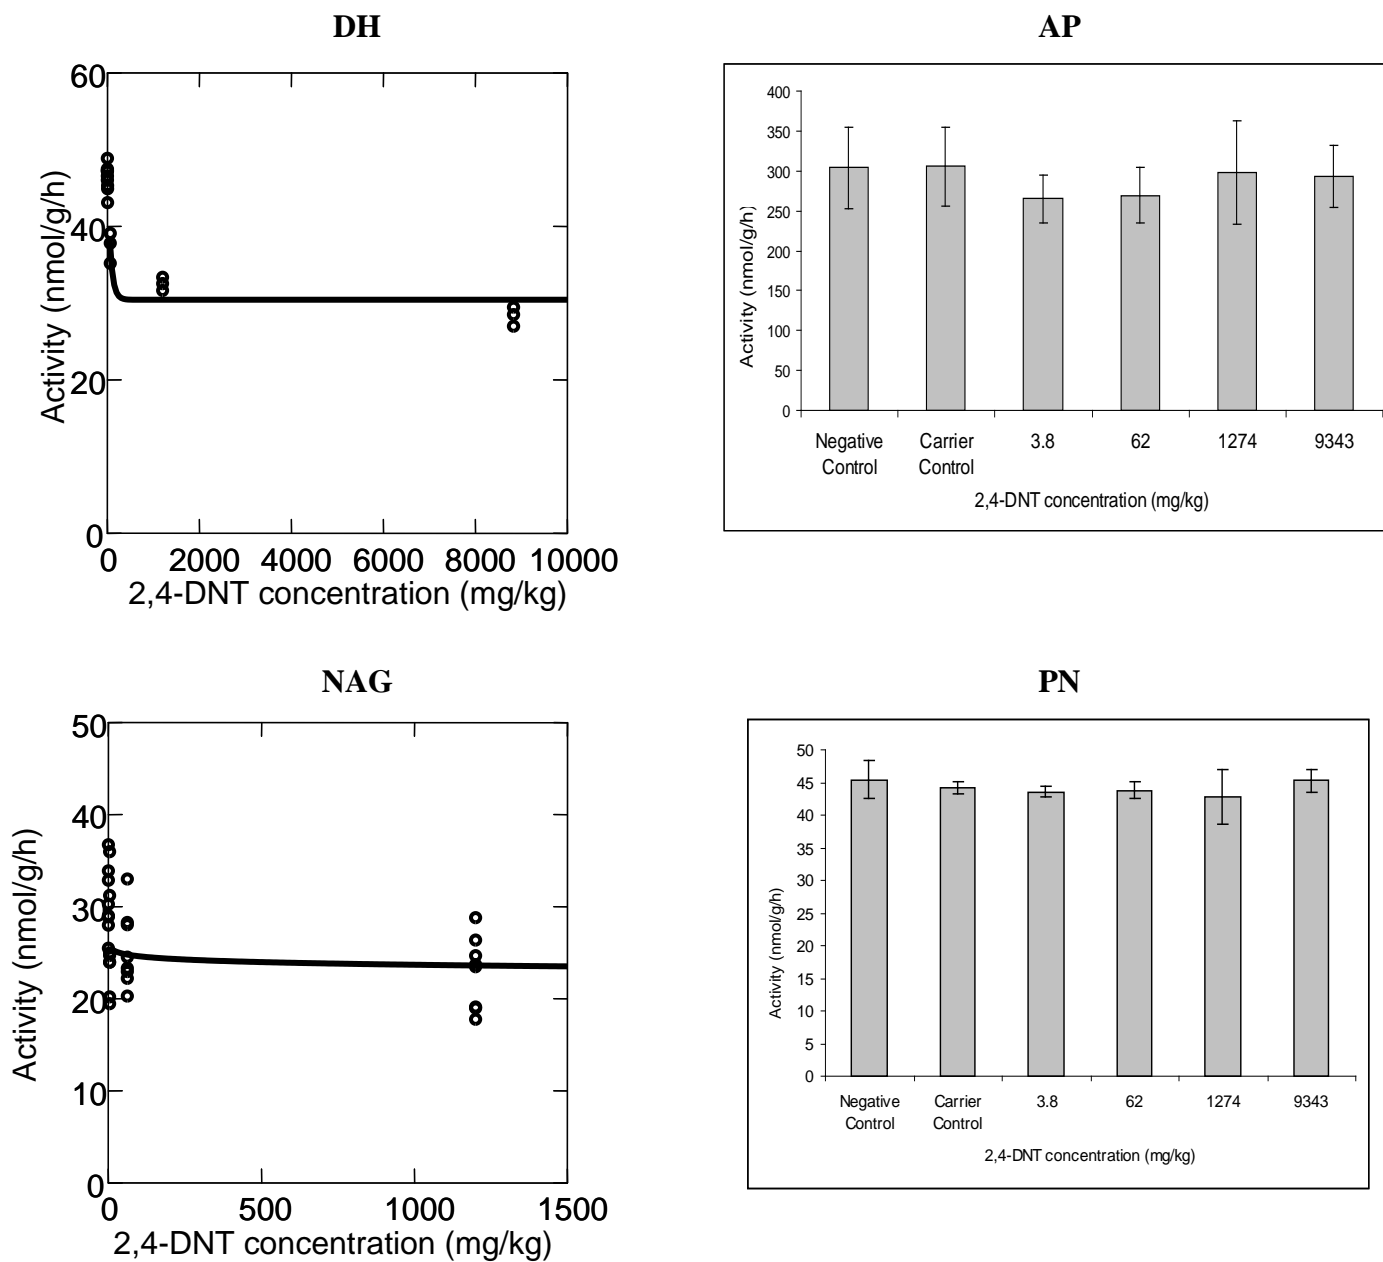 DH
60
40
20
0
Activity (nmol/g/h)
0 2000 4000 6000 8000 10000
2,4-DNT concentration (mg/kg)
AP
400
350
300
250
200
150
100
50
0
Activity (nmol/g/h)
Negative Carrier 3.8 62 1274 9343
Control Control
2,4-DNT concentration (mg/kg)
NAG
50
40
30
20
10
0
Activity (nmol/g/h)
0 500 1000 1500
2,4-DNT concentration (mg/kg)
PN
50
45
40
35
30
25
20
15
10
5
0
Activity (nmol/g/h)
Negative Carrier 3.8 62 1274 9343
Control Control
2,4-DNT concentration (mg/kg)